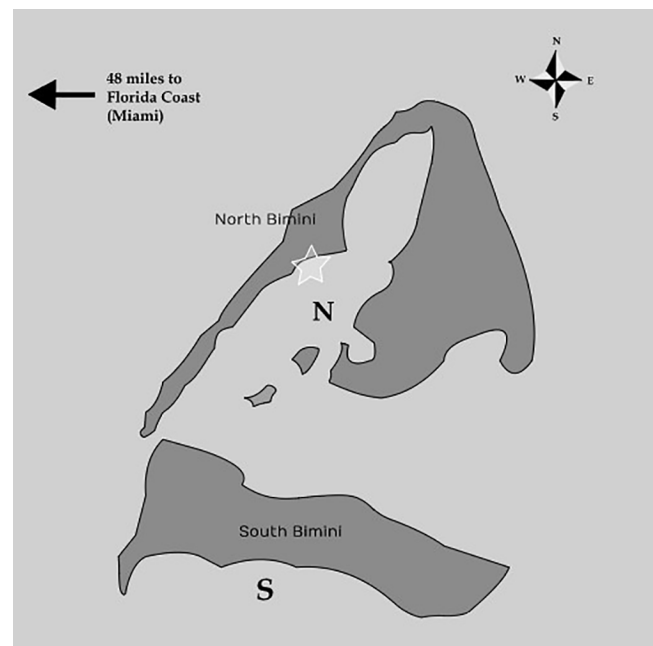 48 miles to
Florida Coast
(Miami)
N
W E
S
North Bimini
N
South Bimini
S